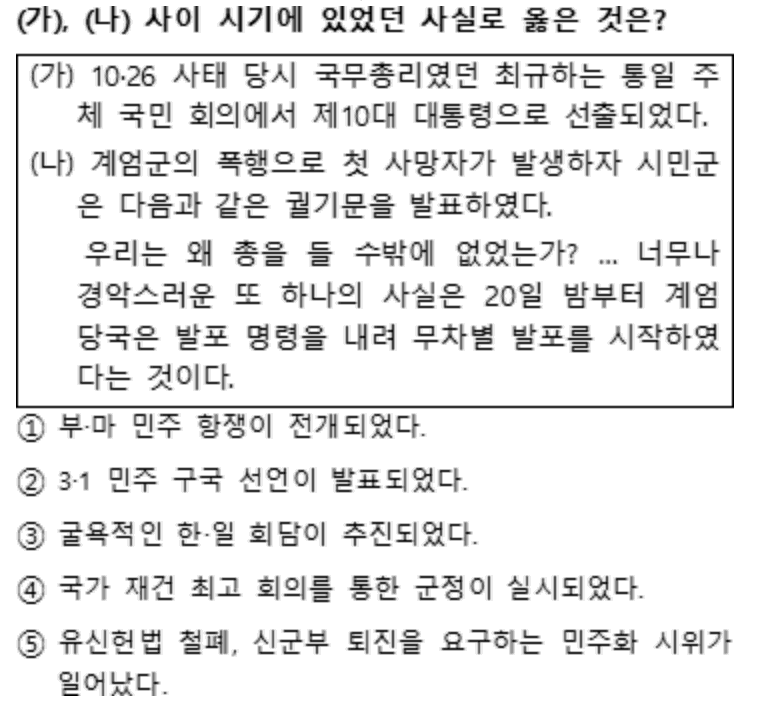 (가), (나) 사이 시기에 있었던 사실로 옳은 것은?
(가) 10·26 사태 당시 국무총리였던 최규하는 통일 주
체 국민 회의에서 제10대 대통령으로 선출되었다.
(나) 계엄군의 폭행으로 첫 사망자가 발생하자 시민군
은 다음과 같은 궐기문을 발표하였다.
우리는 왜 총을 들 수밖에 없었는가? ... 너무나
경악스러운 또 하나의 사실은 20일 밤부터 계엄
당국은 발포 명령을 내려 무차별 발포를 시작하였
다는 것이다.
① 부·마 민주 항쟁이 전개되었다.
② 3·1 민주 구국 선언이 발표되었다.
③ 굴욕적인 한·일 회담이 추진되었다.
④ 국가 재건 최고 회의를 통한 군정이 실시되었다.
⑤ 유신헌법 철폐, 신군부 퇴진을 요구하는 민주화 시위가
일어났다.